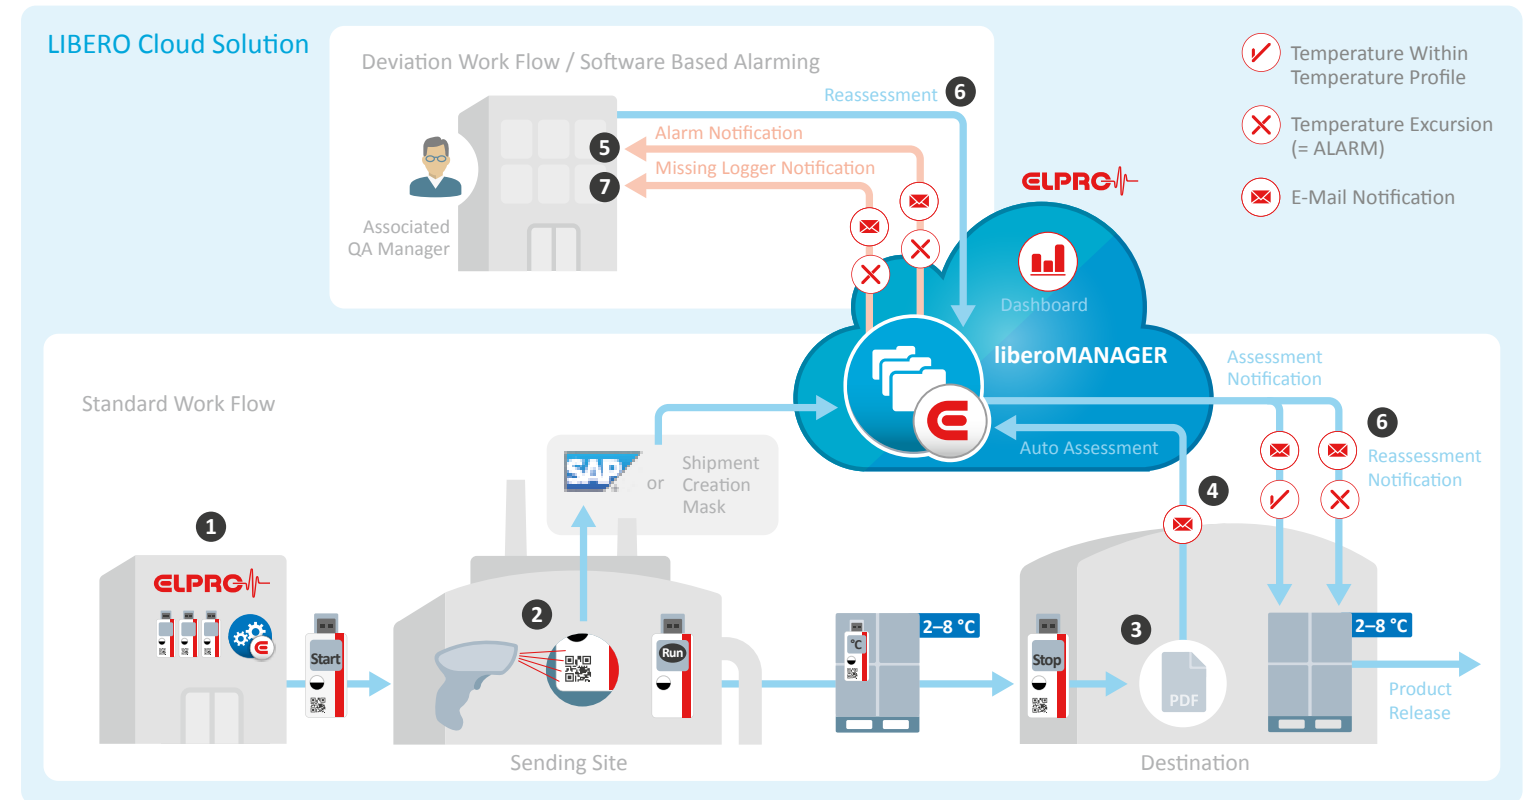 LIBERO Cloud Solution
Deviation Work Flow / Software Based Alarming
Reassessment 6
Alarm Notification
5
Missing Logger Notification
7
Associated
QA Manager
ELPRO
Temperature Within
Temperature Profile
Temperature Excursion
(= ALARM)
E-Mail Notification
Dashboard
liberoMANAGER
Assessment
Notification
Auto Assessment
6
Reassessment
Notification
4
Standard Work Flow
SAP or Shipment
Creation
Mask
1
ELPRO
Start
2
Run
2–8 °C
°C
3
Stop
PDF
2–8 °C
Product
Release
Sending Site
Destination